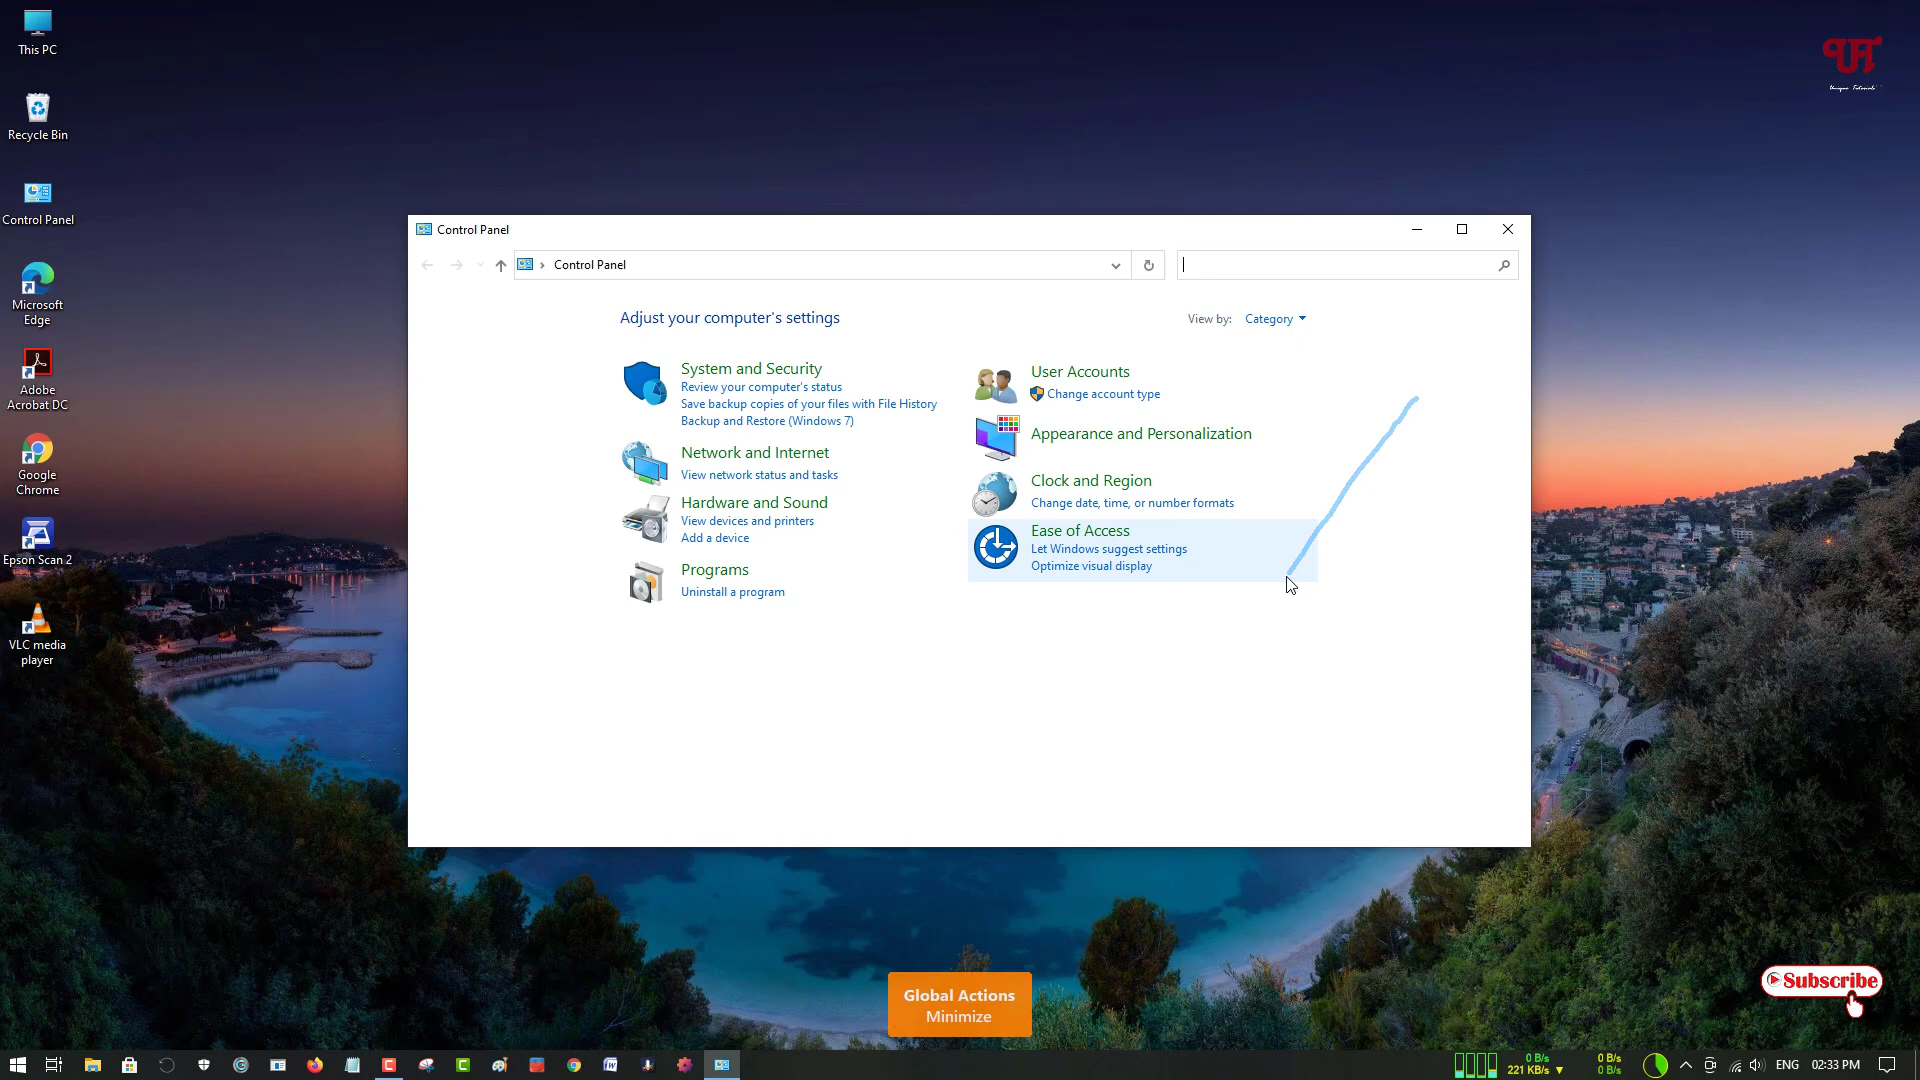 This PC
Recycle Bin
Control Panel
Microsoft
Edge
Adobe
Acrobat DC
Google
Chrome
Epson Scan 2
VLC media
player
Unique Tutorials
Control Panel
Control Panel
Adjust your computer's settings
View by: Category
System and Security
Review your computer's status
Save backup copies of your files with File History
Backup and Restore (Windows 7)
Network and Internet
View network status and tasks
Hardware and Sound
View devices and printers
Add a device
Programs
Uninstall a program
User Accounts
Change account type
Appearance and Personalization
Clock and Region
Change date, time, or number formats
Ease of Access
Let Windows suggest settings
Optimize visual display
Global Actions
Minimize
Subscribe
0 B/s
221 KB/s
0 B/s
0 B/s
ENG
02:33 PM